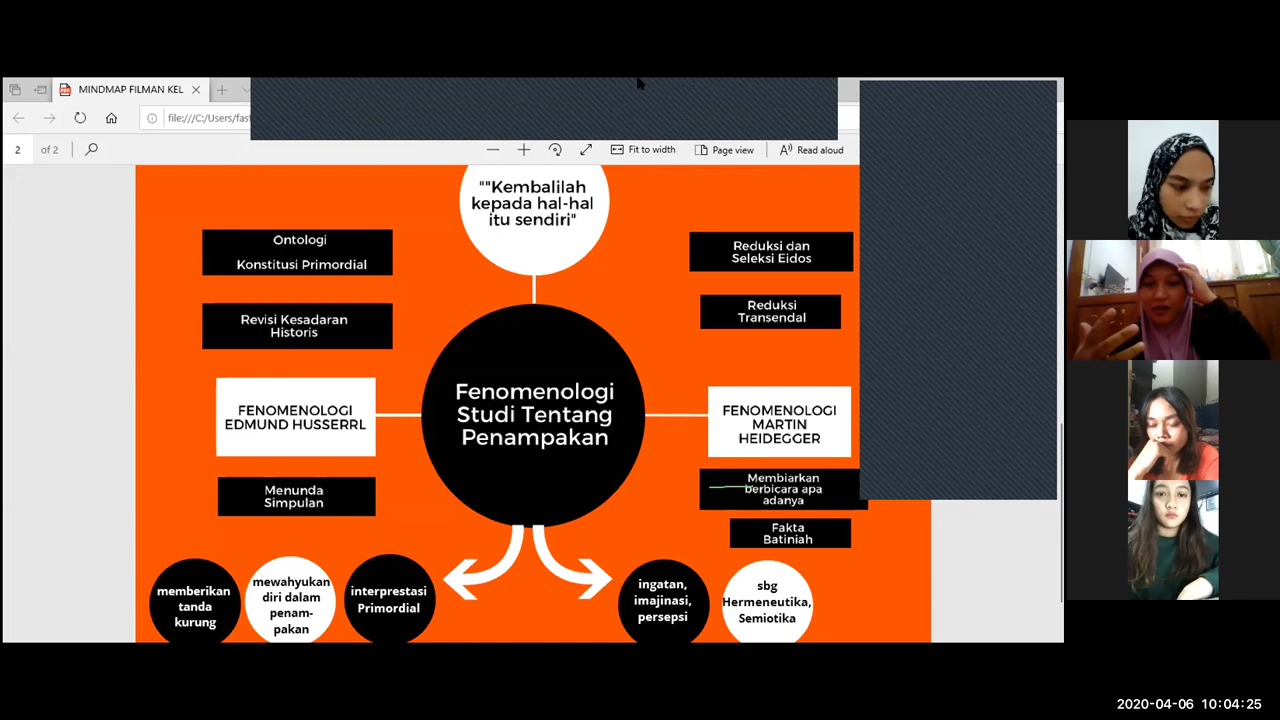 MINDMAP FILMAN KEL
file:///C:/Users/fast
2 of 2
Fit to width
Page view
Read aloud
""Kembalilah
kepada hal-hal
itu sendiri"
Ontologi
Konstitusi Primordial
Reduksi dan
Seleksi Eidos
Revisi Kesadaran
Historis
Reduksi
Transendal
Fenomenologi
Studi Tentang
Penampakan
FENOMENOLOGI
EDMUND HUSSERRL
FENOMENOLOGI
MARTIN
HEIDEGGER
Menunda
Simpulan
Membiarkan
berbicara apa
adanya
Fakta
Batiniah
memberikan
tanda
kurung
mewahyukan
diri dalam
penam-
pakan
interprestasi
Primordial
ingatan,
imajinasi,
persepsi
sbg
Hermeneutika,
Semiotika
2020-04-06 10:04:25